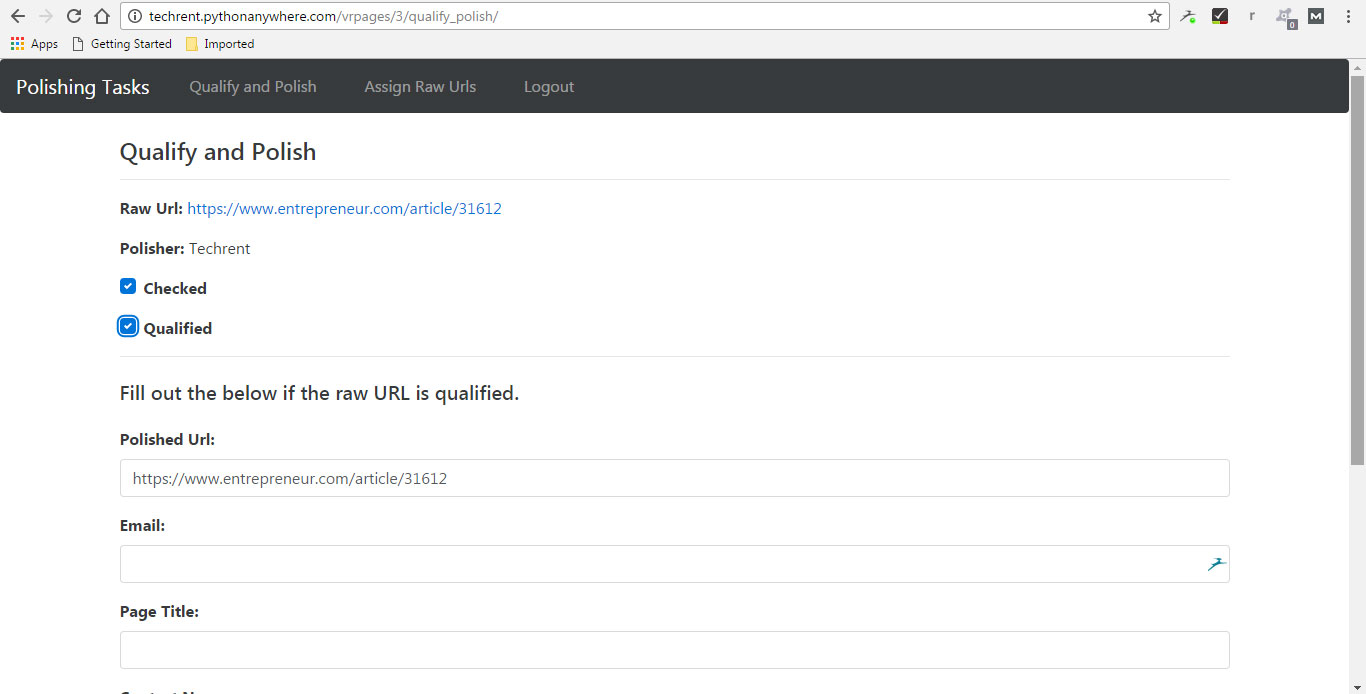 techrent.pythonanywhere.com/vrpages/3/qualify_polish/
r
0
M
Apps Getting Started Imported
Polishing Tasks Qualify and Polish Assign Raw Urls Logout
Qualify and Polish
Raw Url: https://www.entrepreneur.com/article/31612
Polisher: Techrent
Checked
Qualified
Fill out the below if the raw URL is qualified.
Polished Url:
https://www.entrepreneur.com/article/31612
Email:
Page Title: